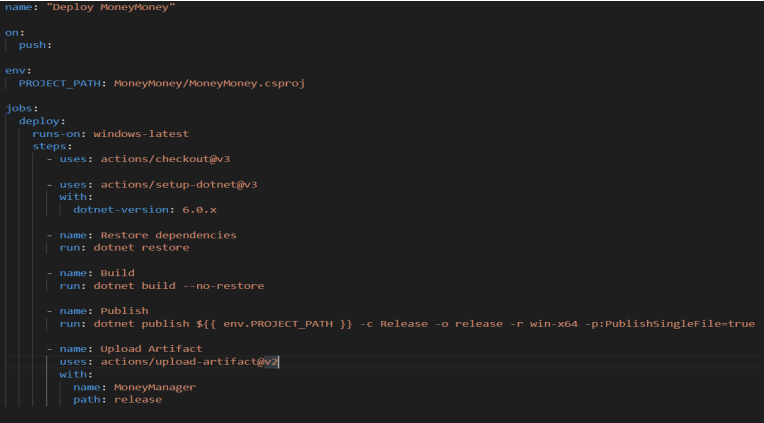 name: "Deploy MoneyMoney"
on:
push:
env:
PROJECT_PATH: MoneyMoney/MoneyMoney.csproj
jobs:
deploy:
runs-on: windows-latest
steps:
- uses: actions/checkout@v3
- uses: actions/setup-dotnet@v3
with:
dotnet-version: 6.0.x
- name: Restore dependencies
run: dotnet restore
- name: Build
run: dotnet build --no-restore
- name: Publish
run: dotnet publish ${{ env.PROJECT_PATH }} -c Release -o release -r win-x64 -p:PublishSingleFile=true
- name: Upload Artifact
uses: actions/upload-artifact@v2
with:
name: MoneyManager
path: release